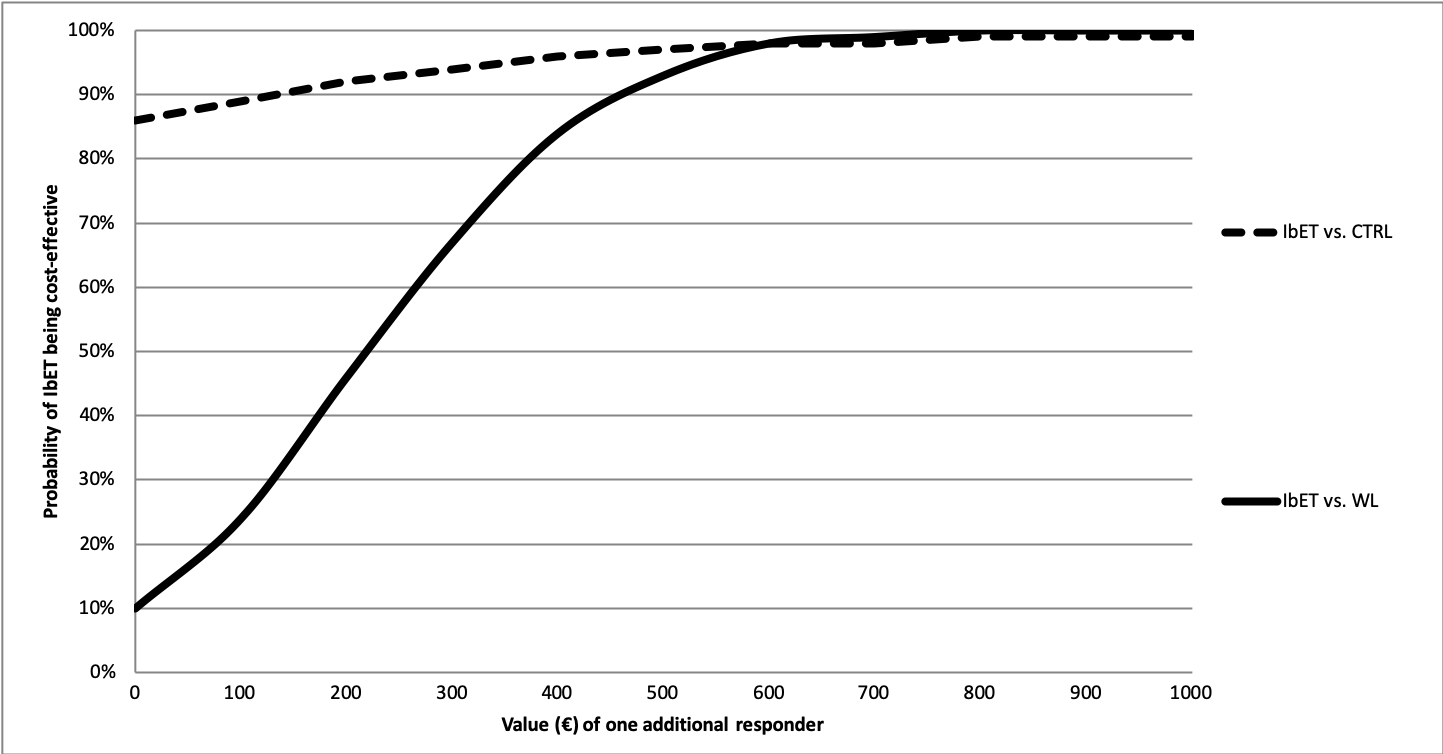 100%
90%
80%
70%
60%
50%
40%
30%
20%
10%
0%
Probability of IbET being cost-effective
0 100 200 300 400 500 600 700 800 900 1000
Value (€) of one additional responder
IbET vs. CTRL
IbET vs. WL